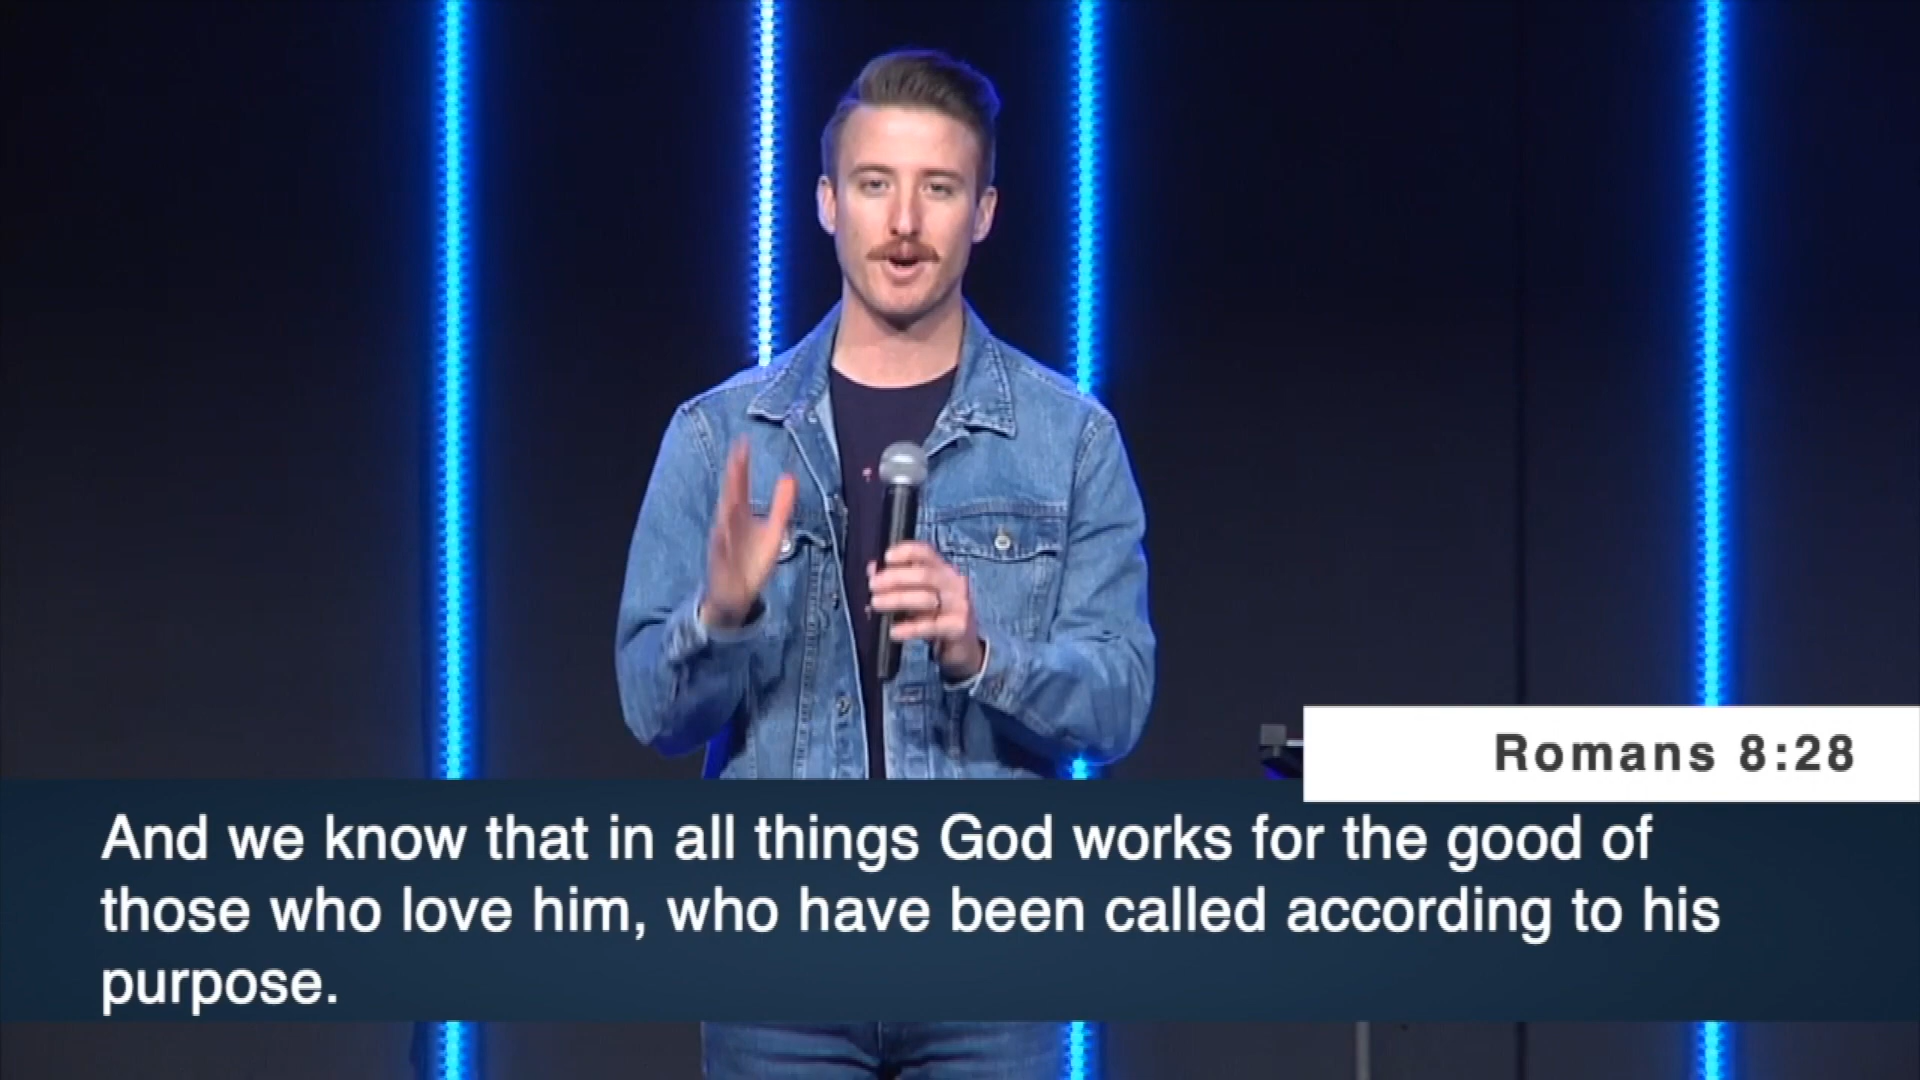 Romans 8:28
And we know that in all things God works for the good of
those who love him, who have been called according to his
purpose.